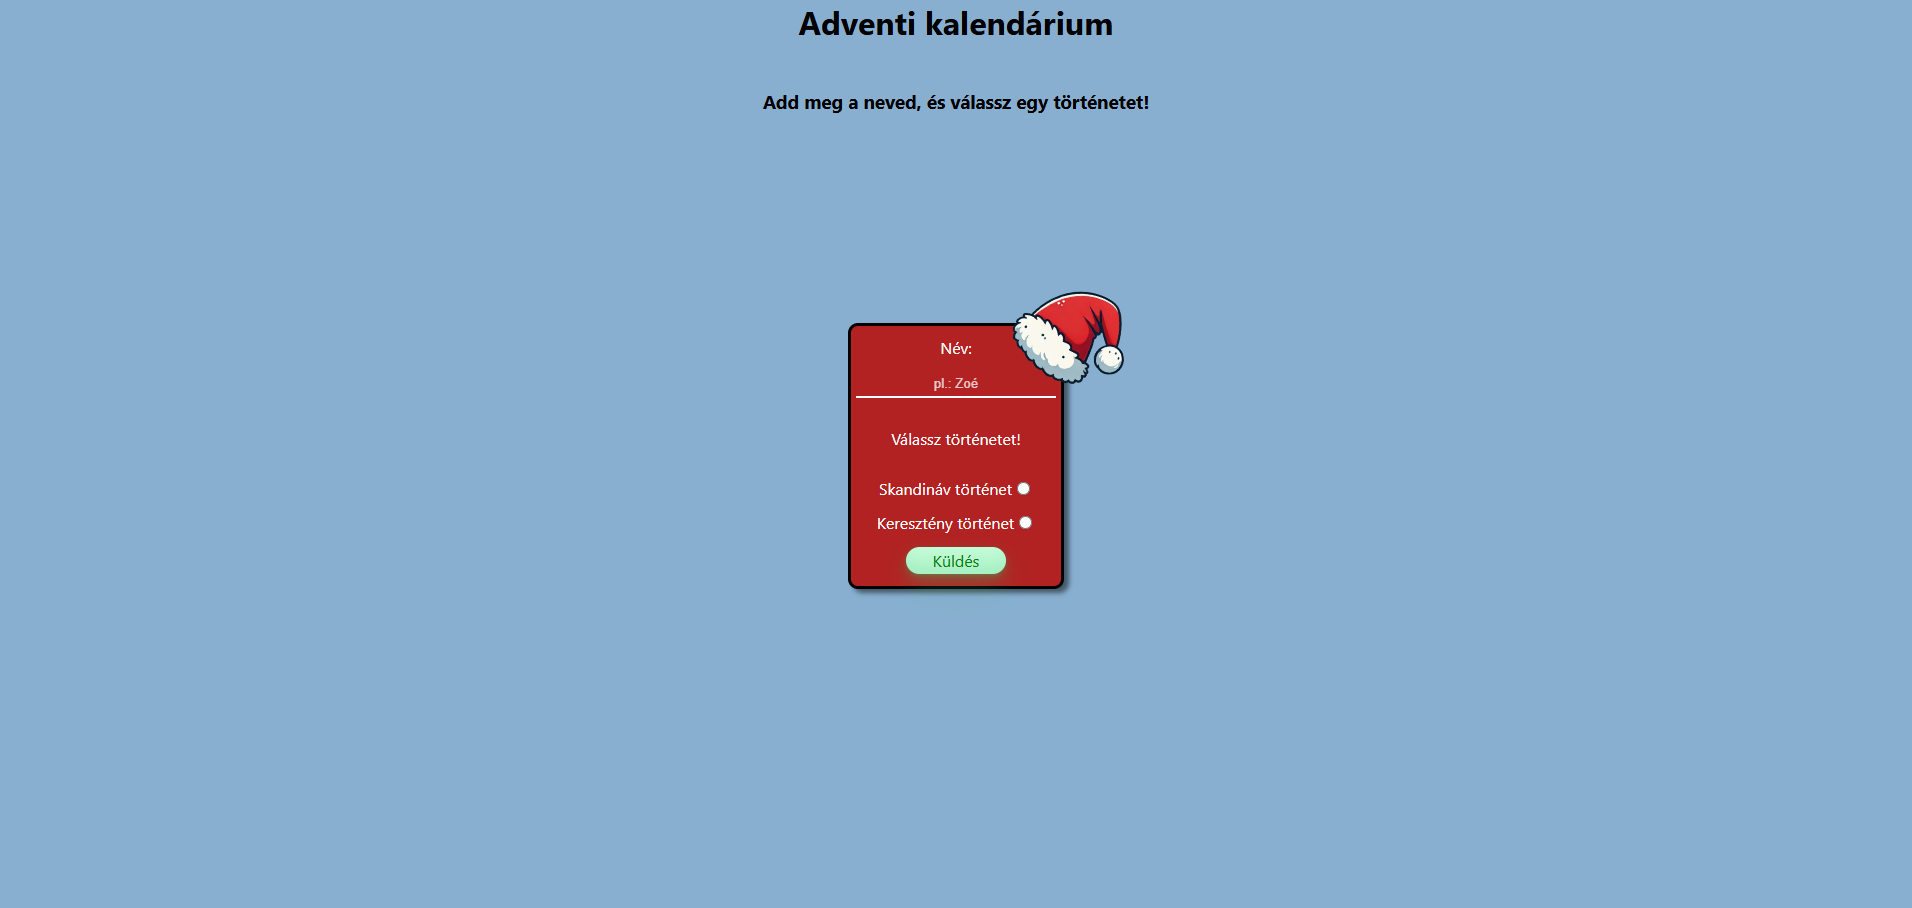 Adventi kalendárium
Add meg a neved, és válassz egy történetet!
Név:
pl.: Zoé
Válassz történetet!
Skandináv történet
Keresztény történet
Küldés